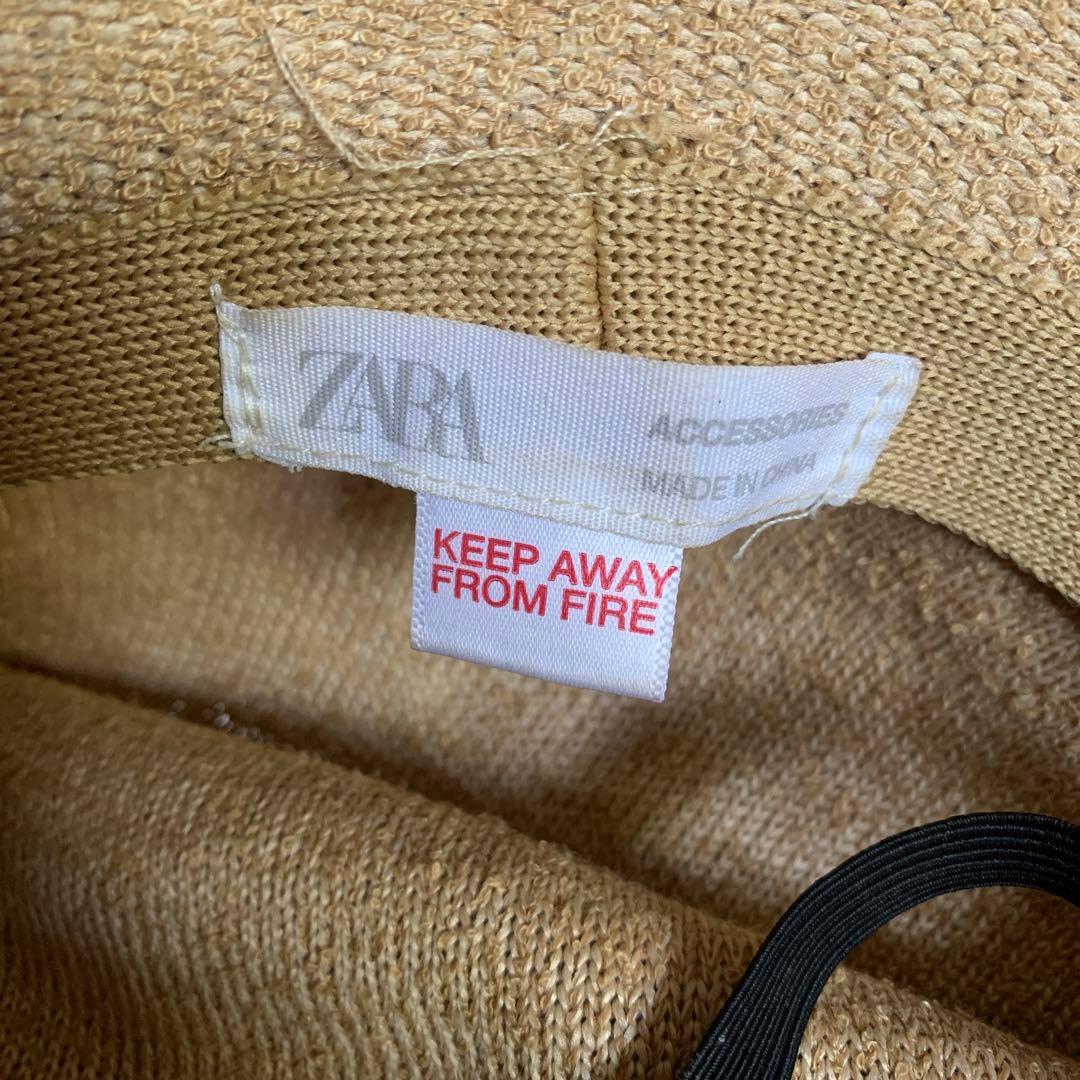 ZARA
ACCESSORIES
MADE IN CHINA
KEEP AWAY
FROM FIRE